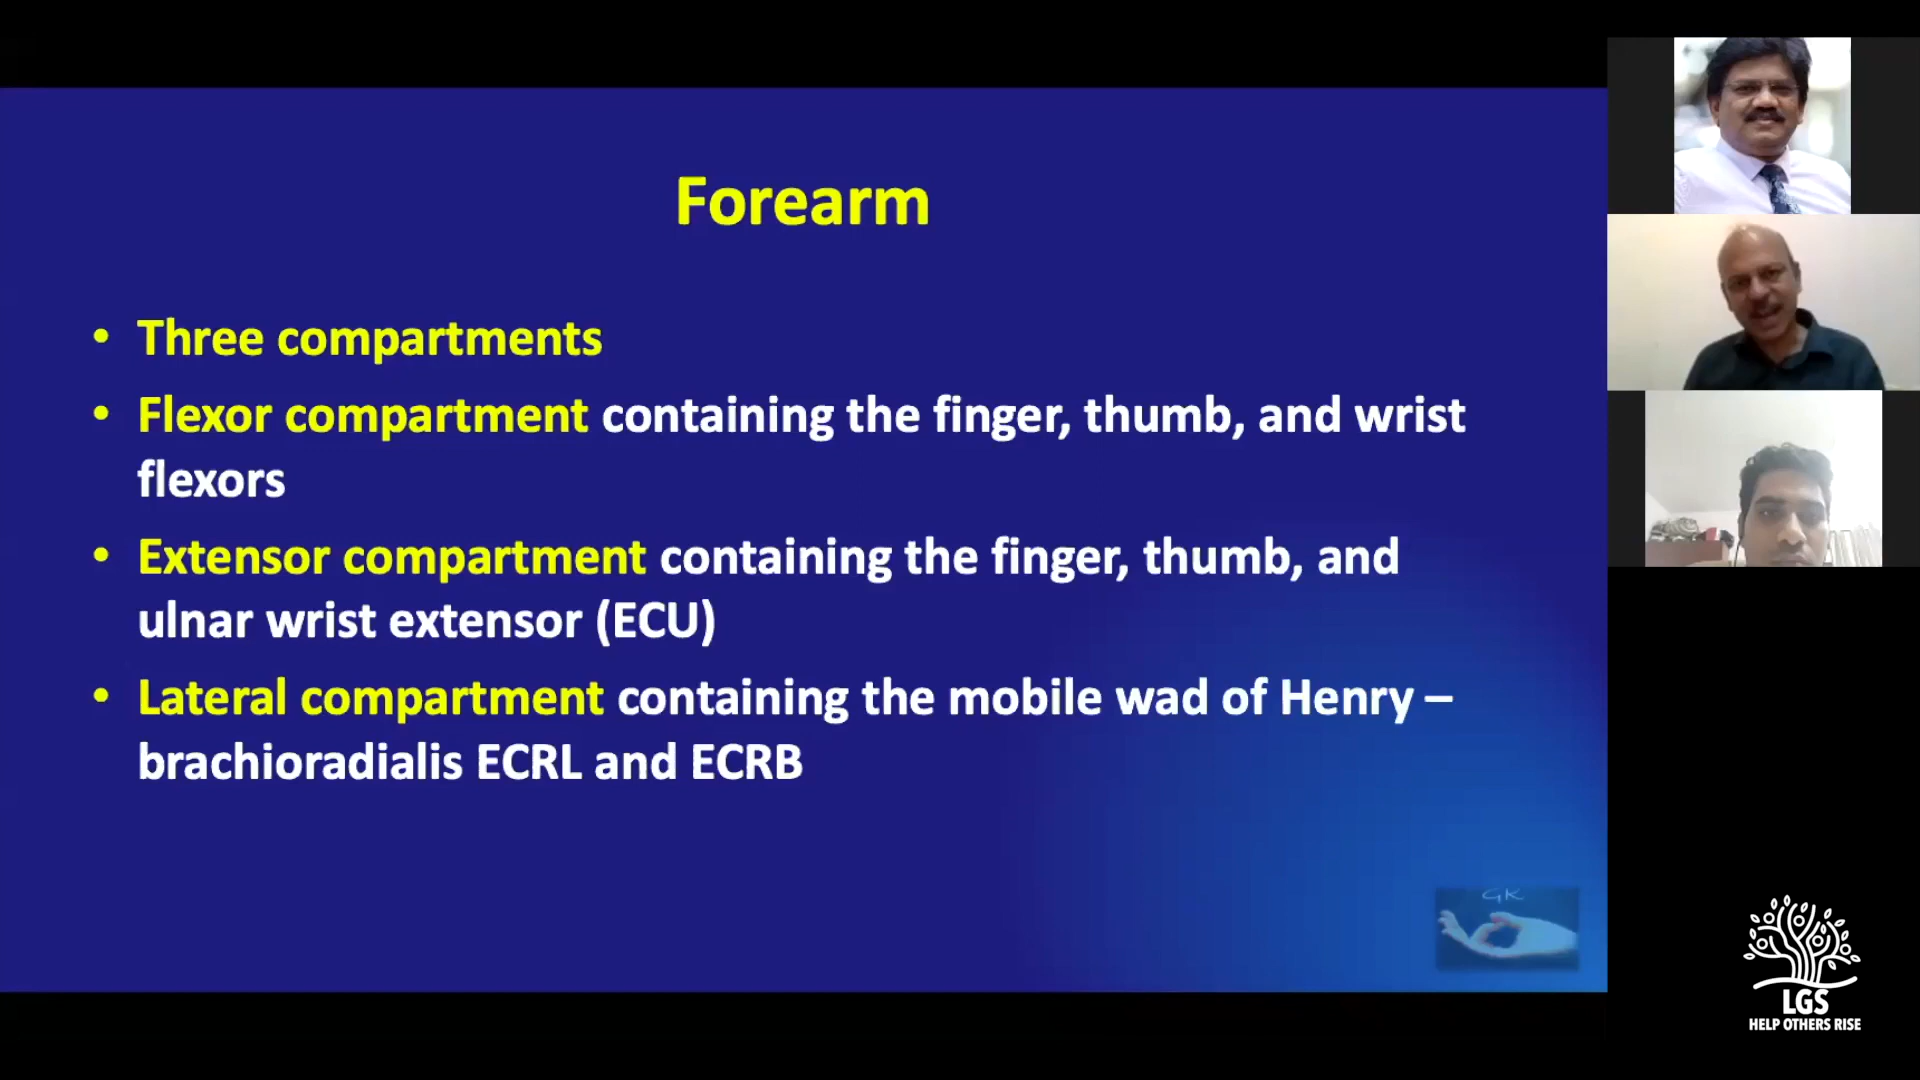 Forearm
• Three compartments
• Flexor compartment containing the finger, thumb, and wrist
flexors
• Extensor compartment containing the finger, thumb, and
ulnar wrist extensor (ECU)
• Lateral compartment containing the mobile wad of Henry –
brachioradialis ECRL and ECRB
GK
LGS
HELP OTHERS RISE